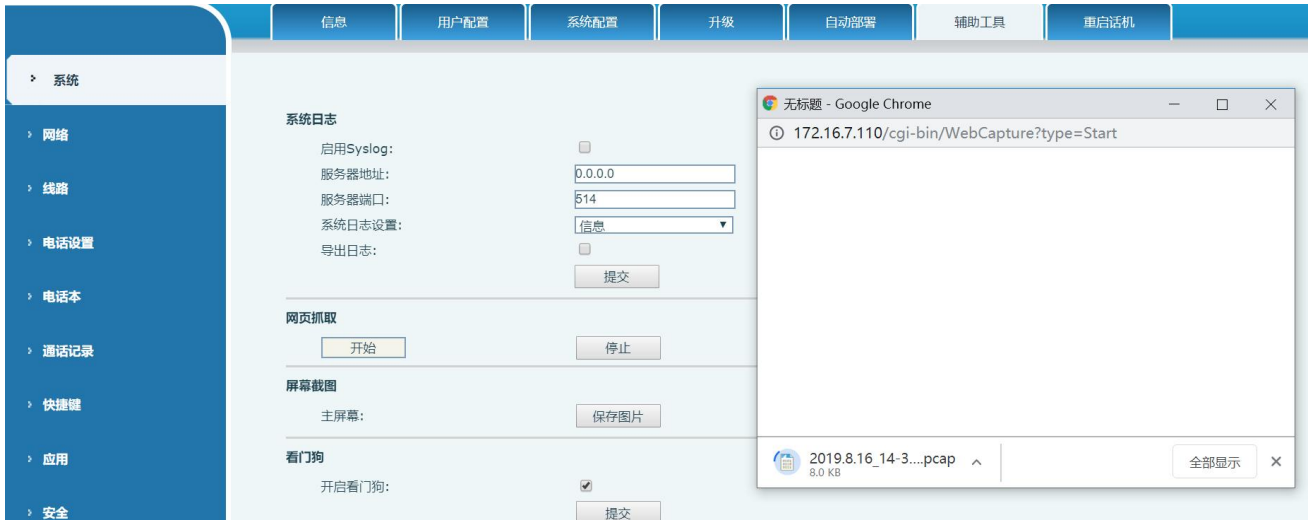 信息 用户配置 系统配置 升级 自动部署 辅助工具 重启话机
系统
网络
线路
电话设置
电话本
通话记录
快捷键
应用
安全
系统日志
启用Syslog:
服务器地址: 0.0.0.0
服务器端口: 514
系统日志设置: 信息
导出日志:
提交
网页抓取
开始 停止
屏幕截图
主屏幕: 保存图片
看门狗
开启看门狗:
提交
无标题 - Google Chrome
172.16.7.110/cgi-bin/WebCapture?type=Start
2019.8.16_14-3....pcap
8.0 KB
全部显示